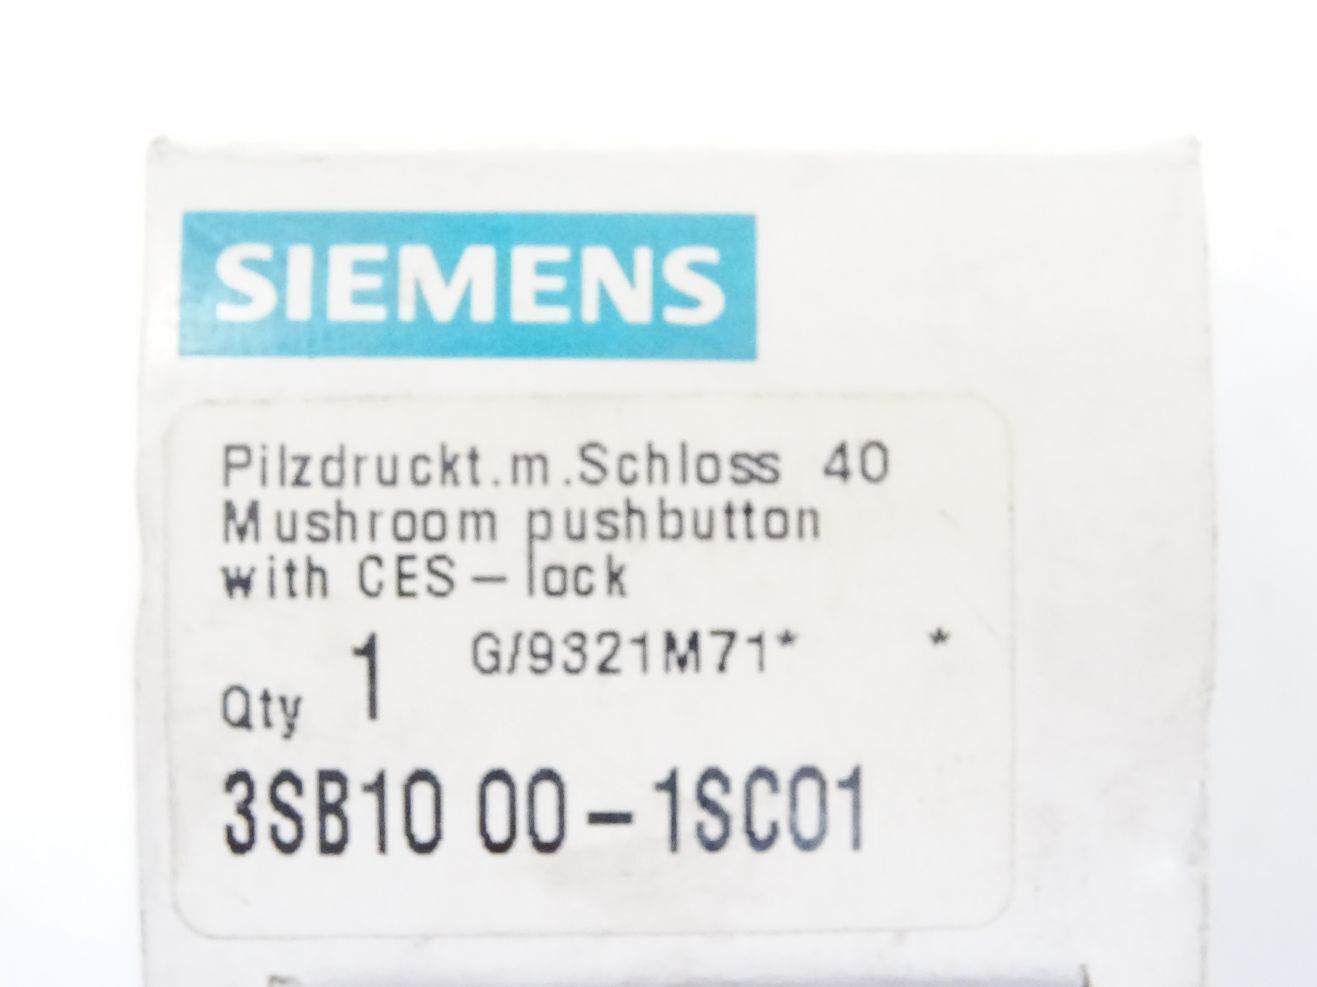 SIEMENS
Pilzdruckt.m.Schloss 40
Mushroom pushbutton
with CES-lock
1 G/9321M71* *
Qty
3SB10 00-1SC01